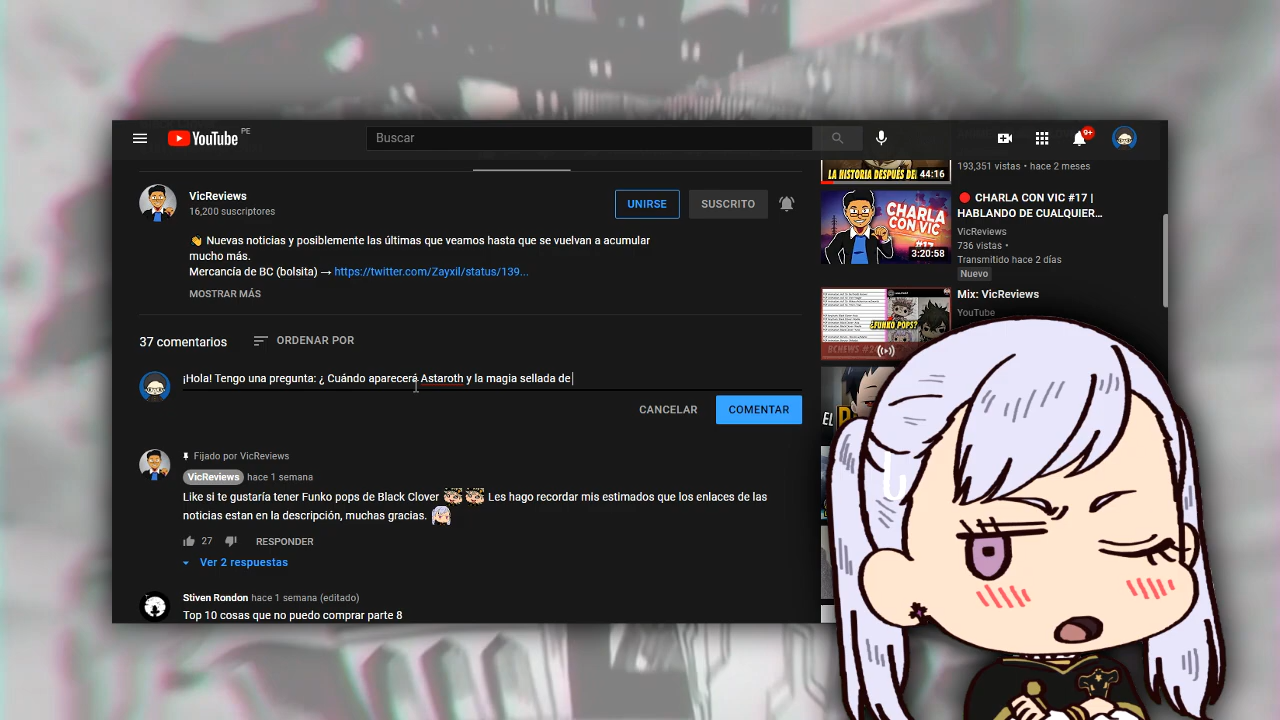 YouTube PE
Buscar
9+
VicReviews
16,200 suscriptores
UNIRSE
SUSCRITO
👋 Nuevas noticias y posiblemente las últimas que veamos hasta que se vuelvan a acumular
mucho más.
Mercancía de BC (bolsita) → https://twitter.com/Zayxil/status/139...
MOSTRAR MÁS
37 comentarios
ORDENAR POR
¡Hola! Tengo una pregunta: ¿ Cuándo aparecerá Astaroth y la magia sellada de
CANCELAR
COMENTAR
Fijado por VicReviews
VicReviews hace 1 semana
Like si te gustaría tener Funko pops de Black Clover Les hago recordar mis estimados que los enlaces de las
noticias estan en la descripción, muchas gracias.
27
RESPONDER
Ver 2 respuestas
Stiven Rondon hace 1 semana (editado)
Top 10 cosas que no puedo comprar parte 8
193,351 vistas • hace 2 meses
LA HISTORIA DESPUÉS DEL
44:16
🔴 CHARLA CON VIC #17 |
HABLANDO DE CUALQUIER...
VicReviews
736 vistas •
Transmitido hace 2 días
Nuevo
CHARLA
CON VIC
#17
3:20:58
Mix: VicReviews
YouTube
¿FUNKO POPS?